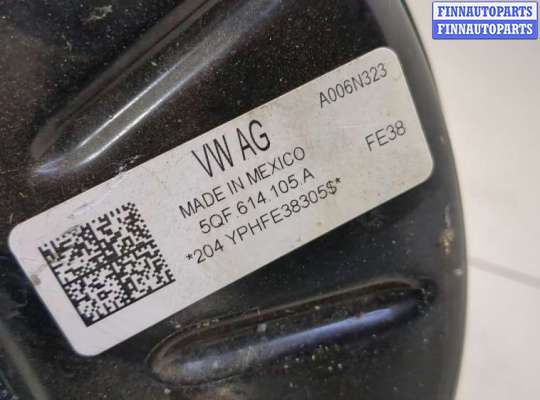 FINNAUTOPARTS
FINNAUTOPARTS
A006N323
VW AG
FE38
MADE IN MEXICO
5QF.614.105.A
*204 YPHFE38305$*